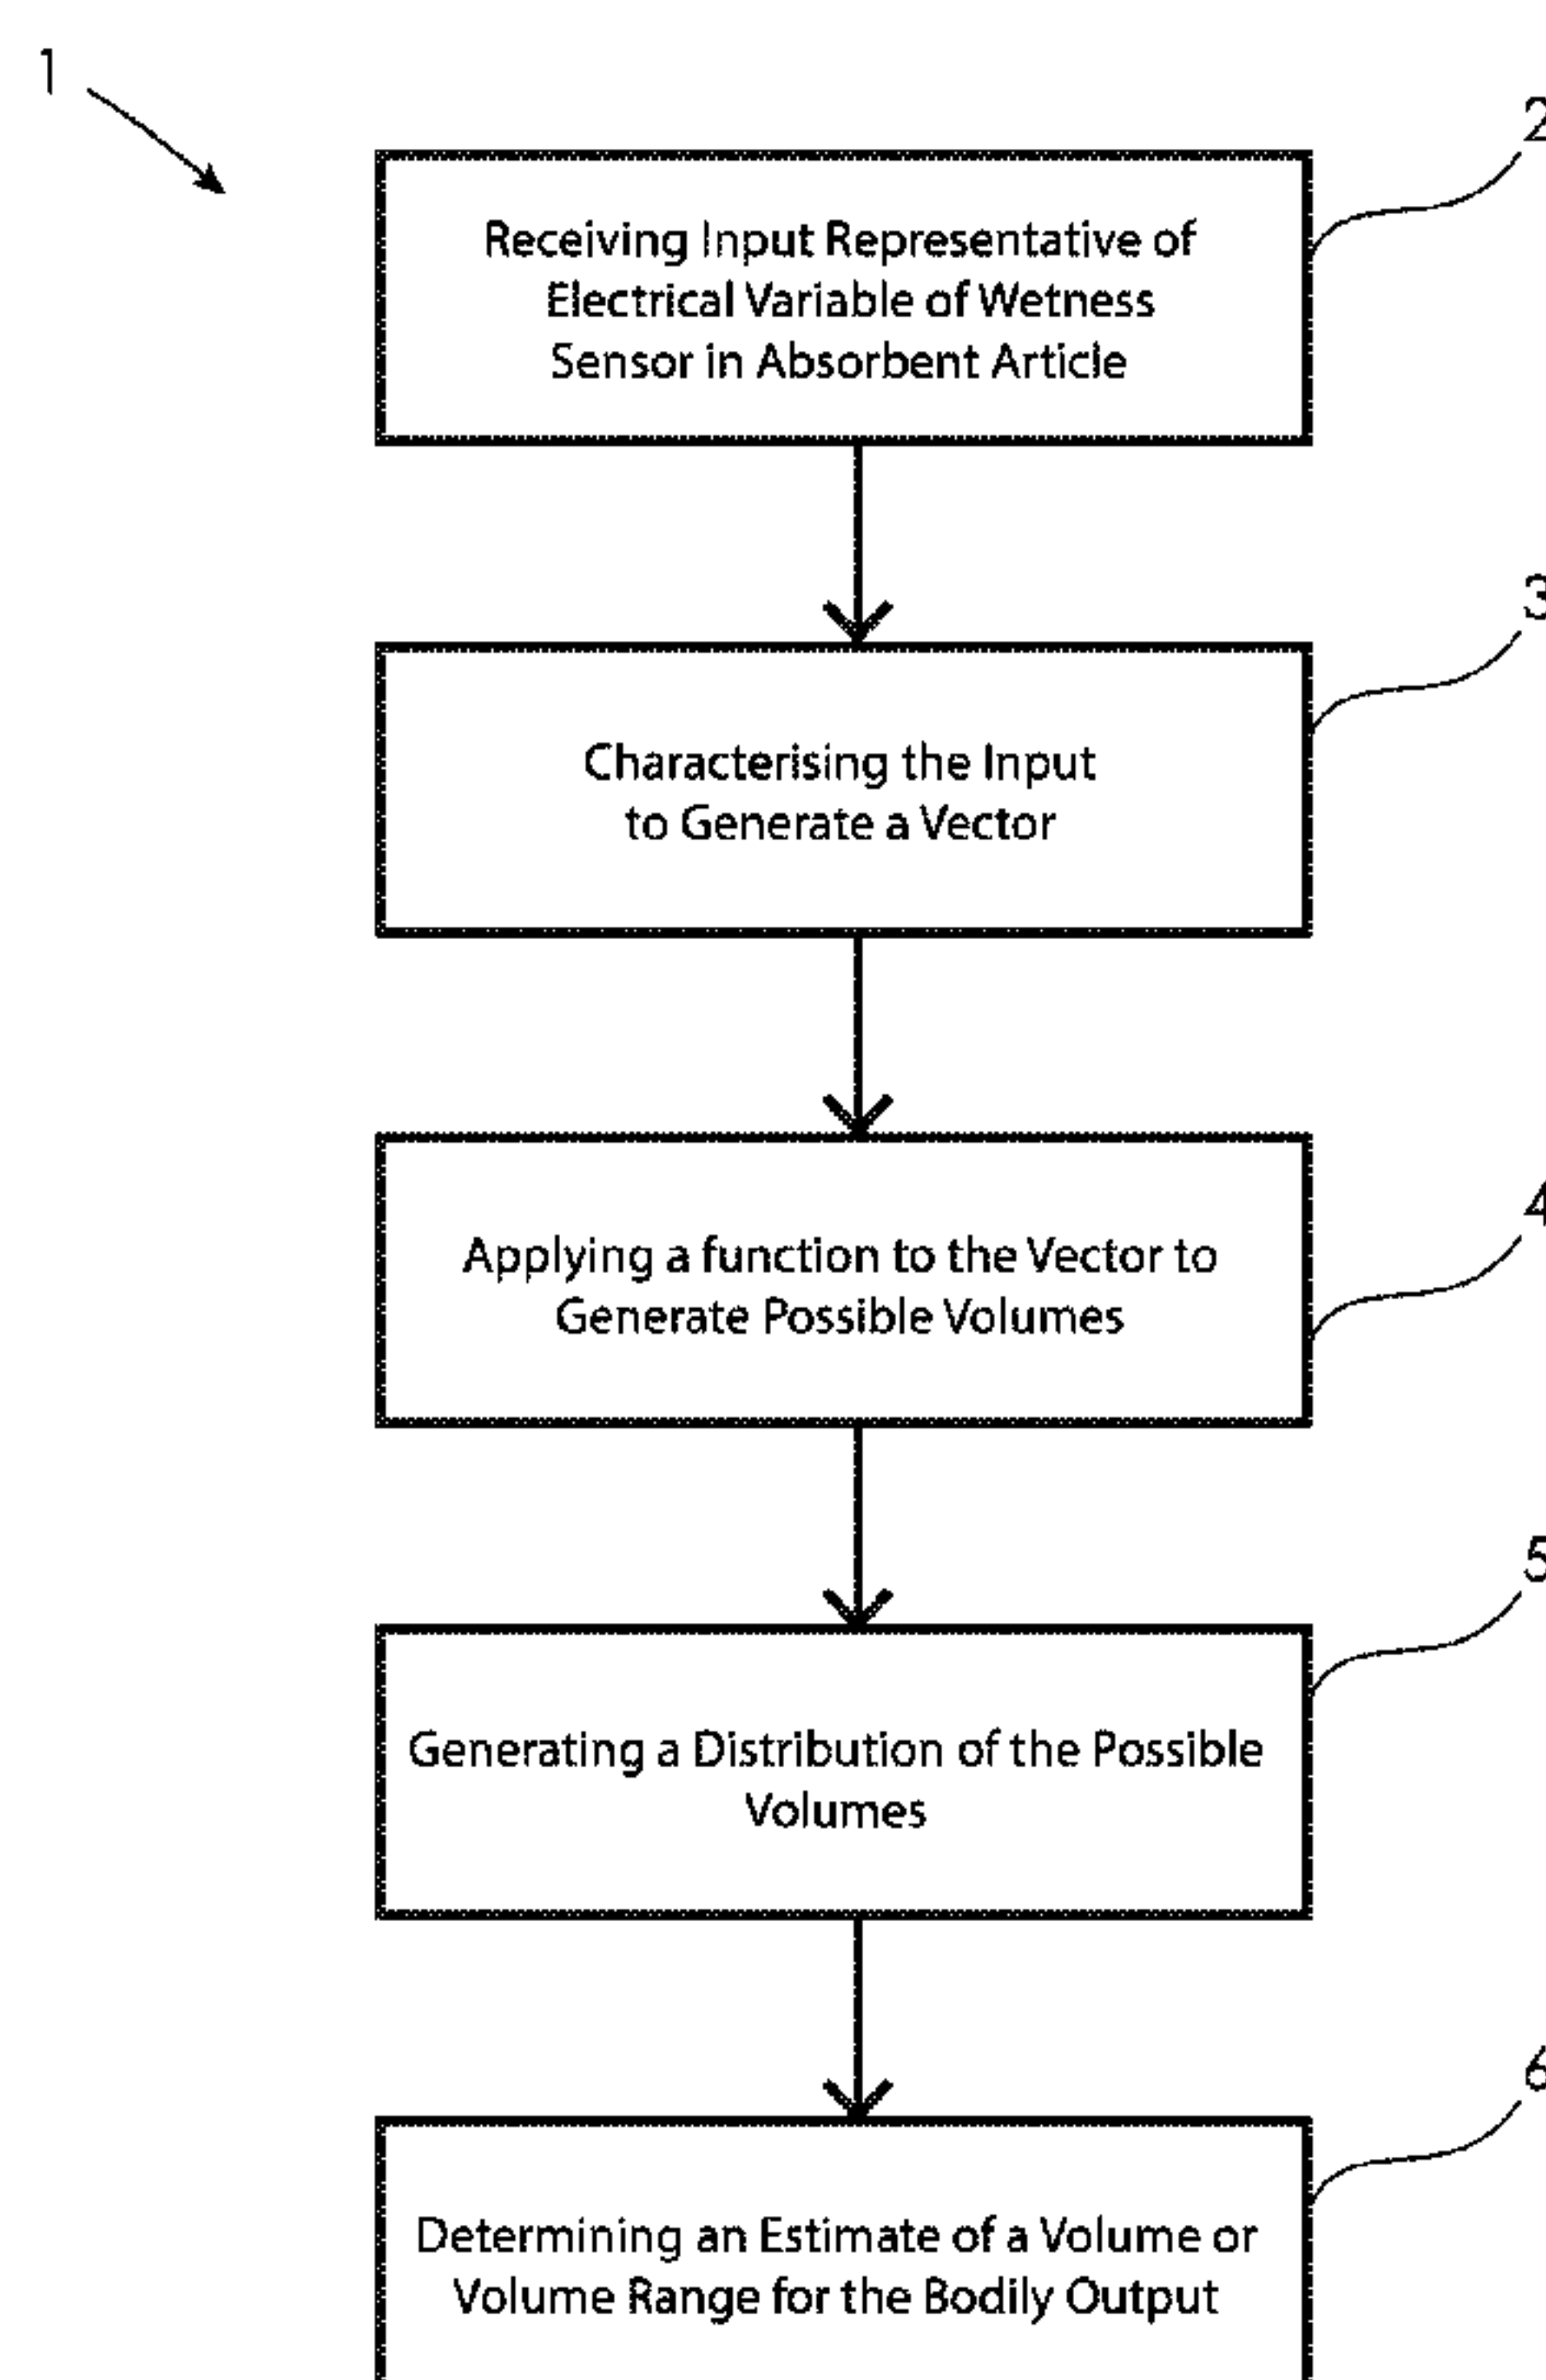 1
2
Receiving Input Representative of
Electrical Variable of Wetness
Sensor in Absorbent Article
3
Characterising the Input
to Generate a Vector
4
Applying a function to the Vector to
Generate Possible Volumes
5
Generating a Distribution of the Possible
Volumes
6
Determining an Estimate of a Volume or
Volume Range for the Bodily Output